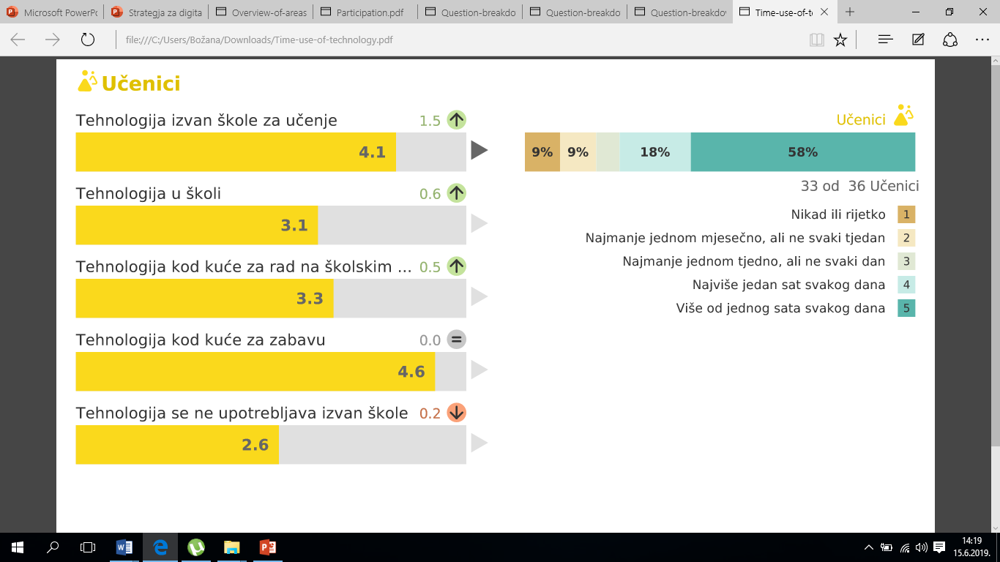 Microsoft PowerPo
Strategja za digita
Overview-of-areas
Participation.pdf
Question-breakdo
Question-breakdo
Question-breakdov
Time-use-of-te
file:///C:/Users/Božana/Downloads/Time-use-of-technology.pdf
Učenici
Tehnologija izvan škole za učenje 1.5
4.1
Tehnologija u školi 0.6
3.1
Tehnologija kod kuće za rad na školskim ... 0.5
3.3
Tehnologija kod kuće za zabavu 0.0
4.6
Tehnologija se ne upotrebljava izvan škole 0.2
2.6
Učenici
9% 9% 18% 58%
33 od 36 Učenici
Nikad ili rijetko 1
Najmanje jednom mjesečno, ali ne svaki tjedan 2
Najmanje jednom tjedno, ali ne svaki dan 3
Najviše jedan sat svakog dana 4
Više od jednog sata svakog dana 5
14:19
15.6.2019.